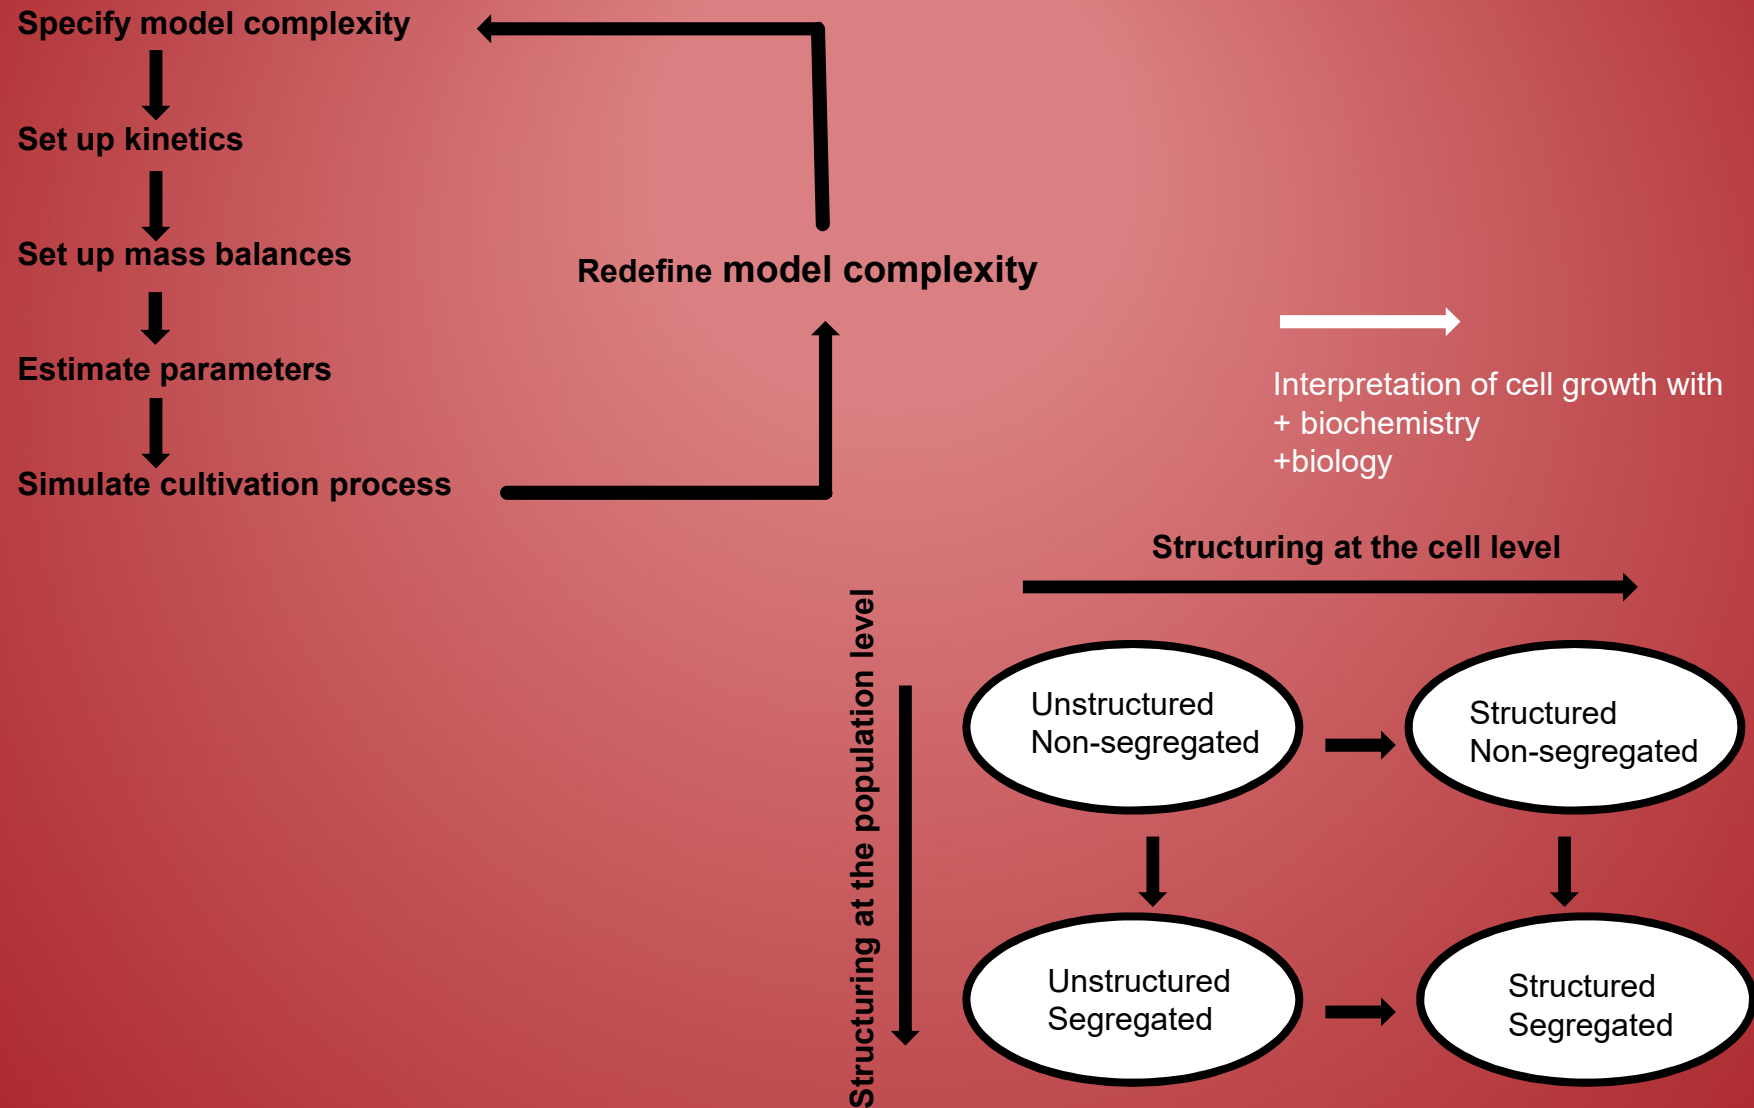 Specify model complexity
Set up kinetics
Set up mass balances
Estimate parameters
Simulate cultivation process
Redefine model complexity
Interpretation of cell growth with
+ biochemistry
+biology
Structuring at the cell level
Structuring at the population level
Unstructured
Non-segregated
Structured
Non-segregated
Unstructured
Segregated
Structured
Segregated